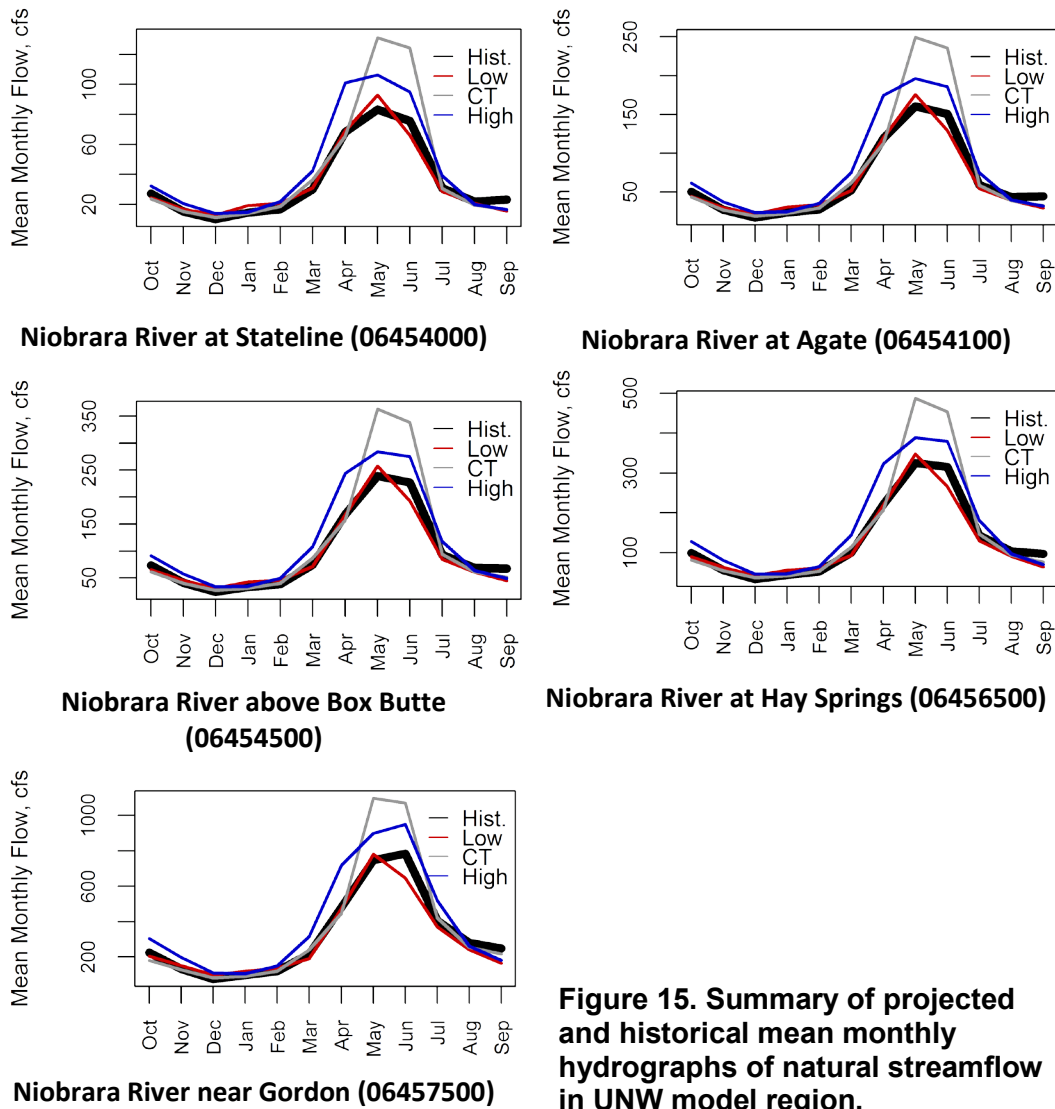 Mean Monthly Flow, cfs
20
60
100
Hist.
Low
CT
High
Oct
Nov
Dec
Jan
Feb
Mar
Apr
May
Jun
Jul
Aug
Sep
Niobrara River at Stateline (06454000)
Mean Monthly Flow, cfs
50
150
250
Hist.
Low
CT
High
Oct
Nov
Dec
Jan
Feb
Mar
Apr
May
Jun
Jul
Aug
Sep
Niobrara River at Agate (06454100)
Mean Monthly Flow, cfs
50
150
250
350
Hist.
Low
CT
High
Oct
Nov
Dec
Jan
Feb
Mar
Apr
May
Jun
Jul
Aug
Sep
Niobrara River above Box Butte
(06454500)
Mean Monthly Flow, cfs
100
300
500
Hist.
Low
CT
High
Oct
Nov
Dec
Jan
Feb
Mar
Apr
May
Jun
Jul
Aug
Sep
Niobrara River at Hay Springs (06456500)
Mean Monthly Flow, cfs
200
600
1000
Hist.
Low
CT
High
Oct
Nov
Dec
Jan
Feb
Mar
Apr
May
Jun
Jul
Aug
Sep
Niobrara River near Gordon (06457500)
Figure 15. Summary of projected
and historical mean monthly
hydrographs of natural streamflow
in UNW model region.